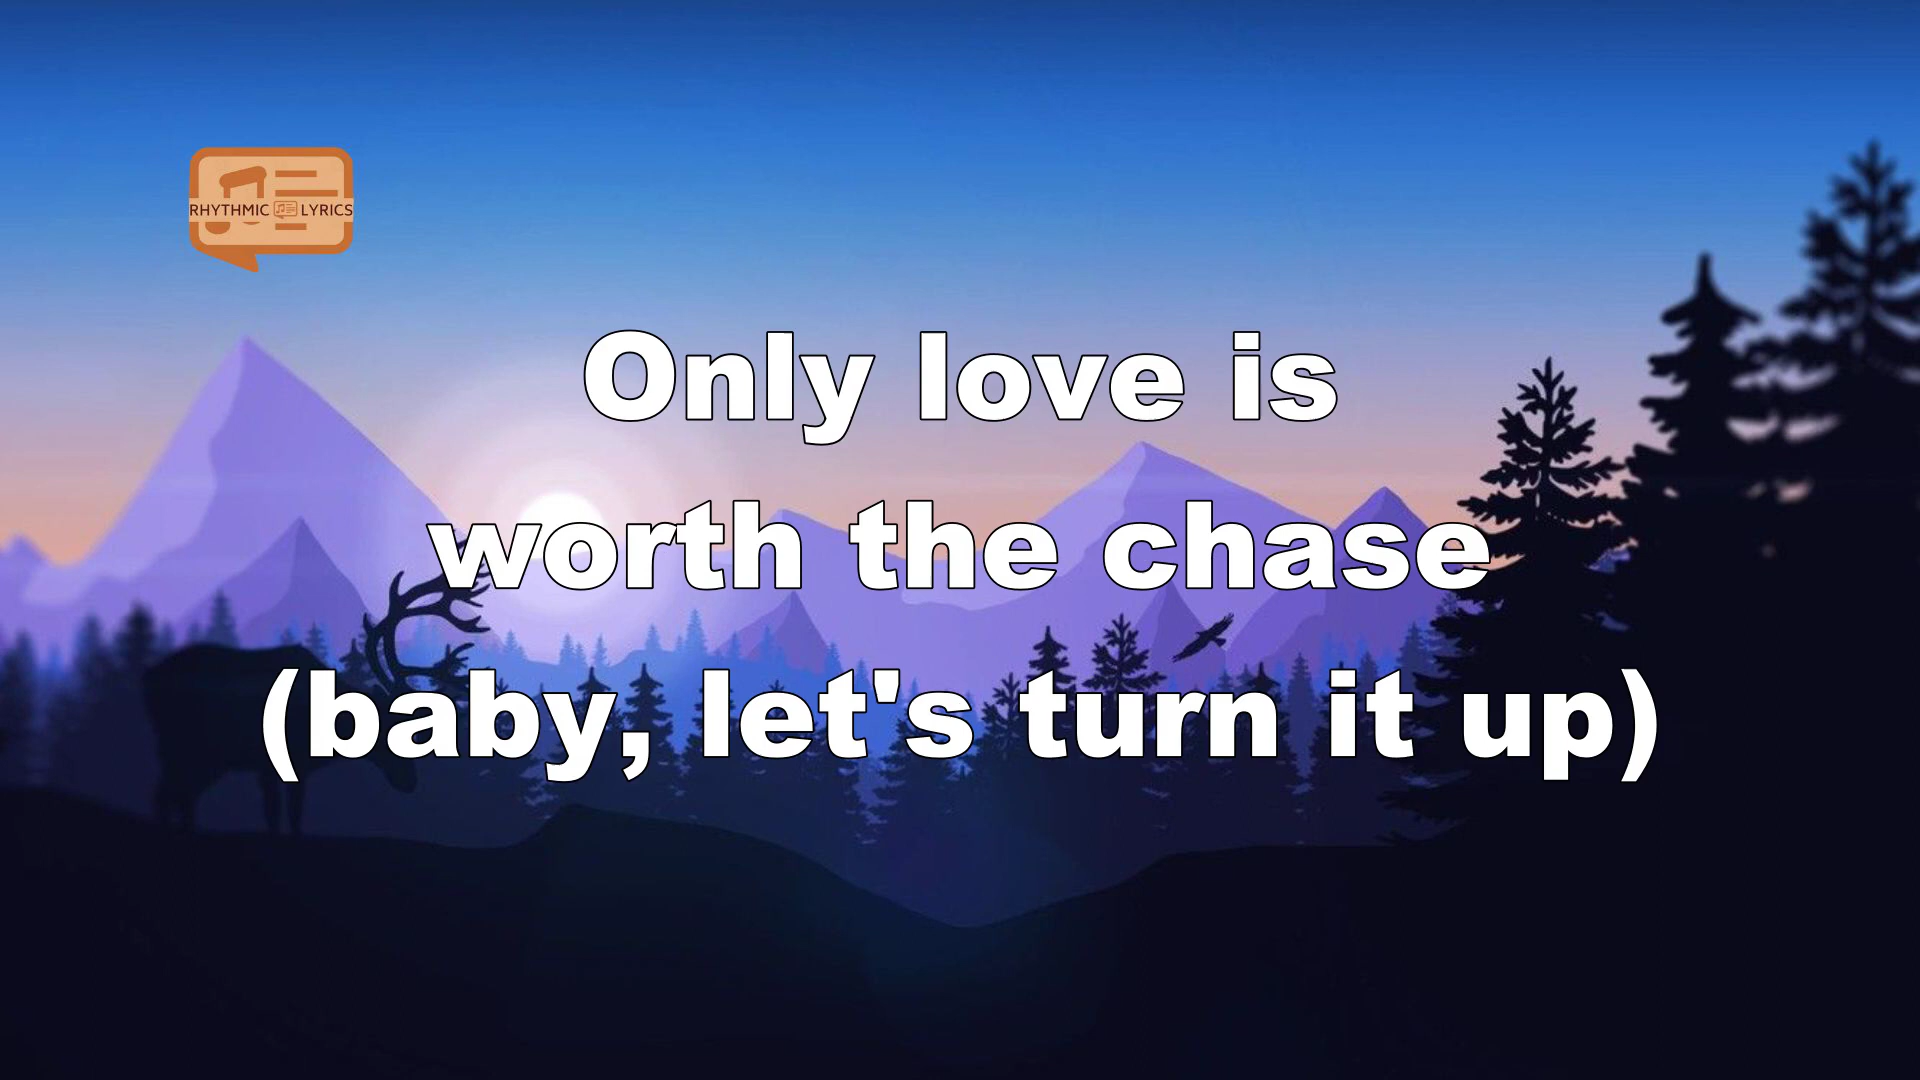 RHYTHMIC LYRICS
Only love is
worth the chase
(baby, let's turn it up)